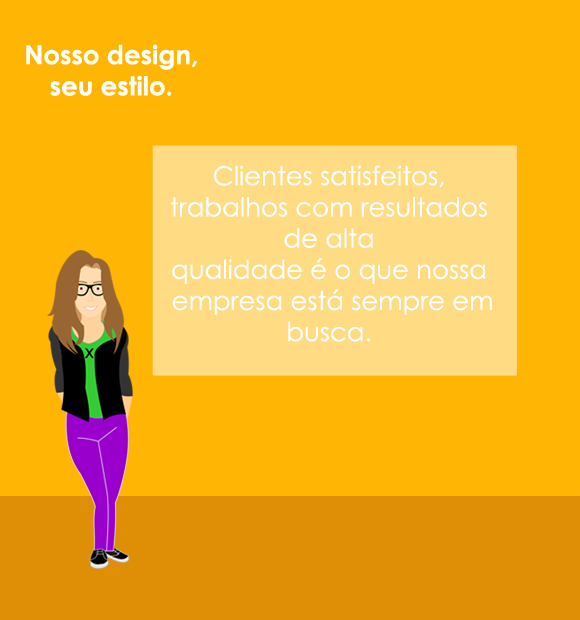 Nosso design,
seu estilo.
Clientes satisfeitos,
trabalhos com resultados
de alta
qualidade é o que nossa
empresa está sempre em
busca.
X